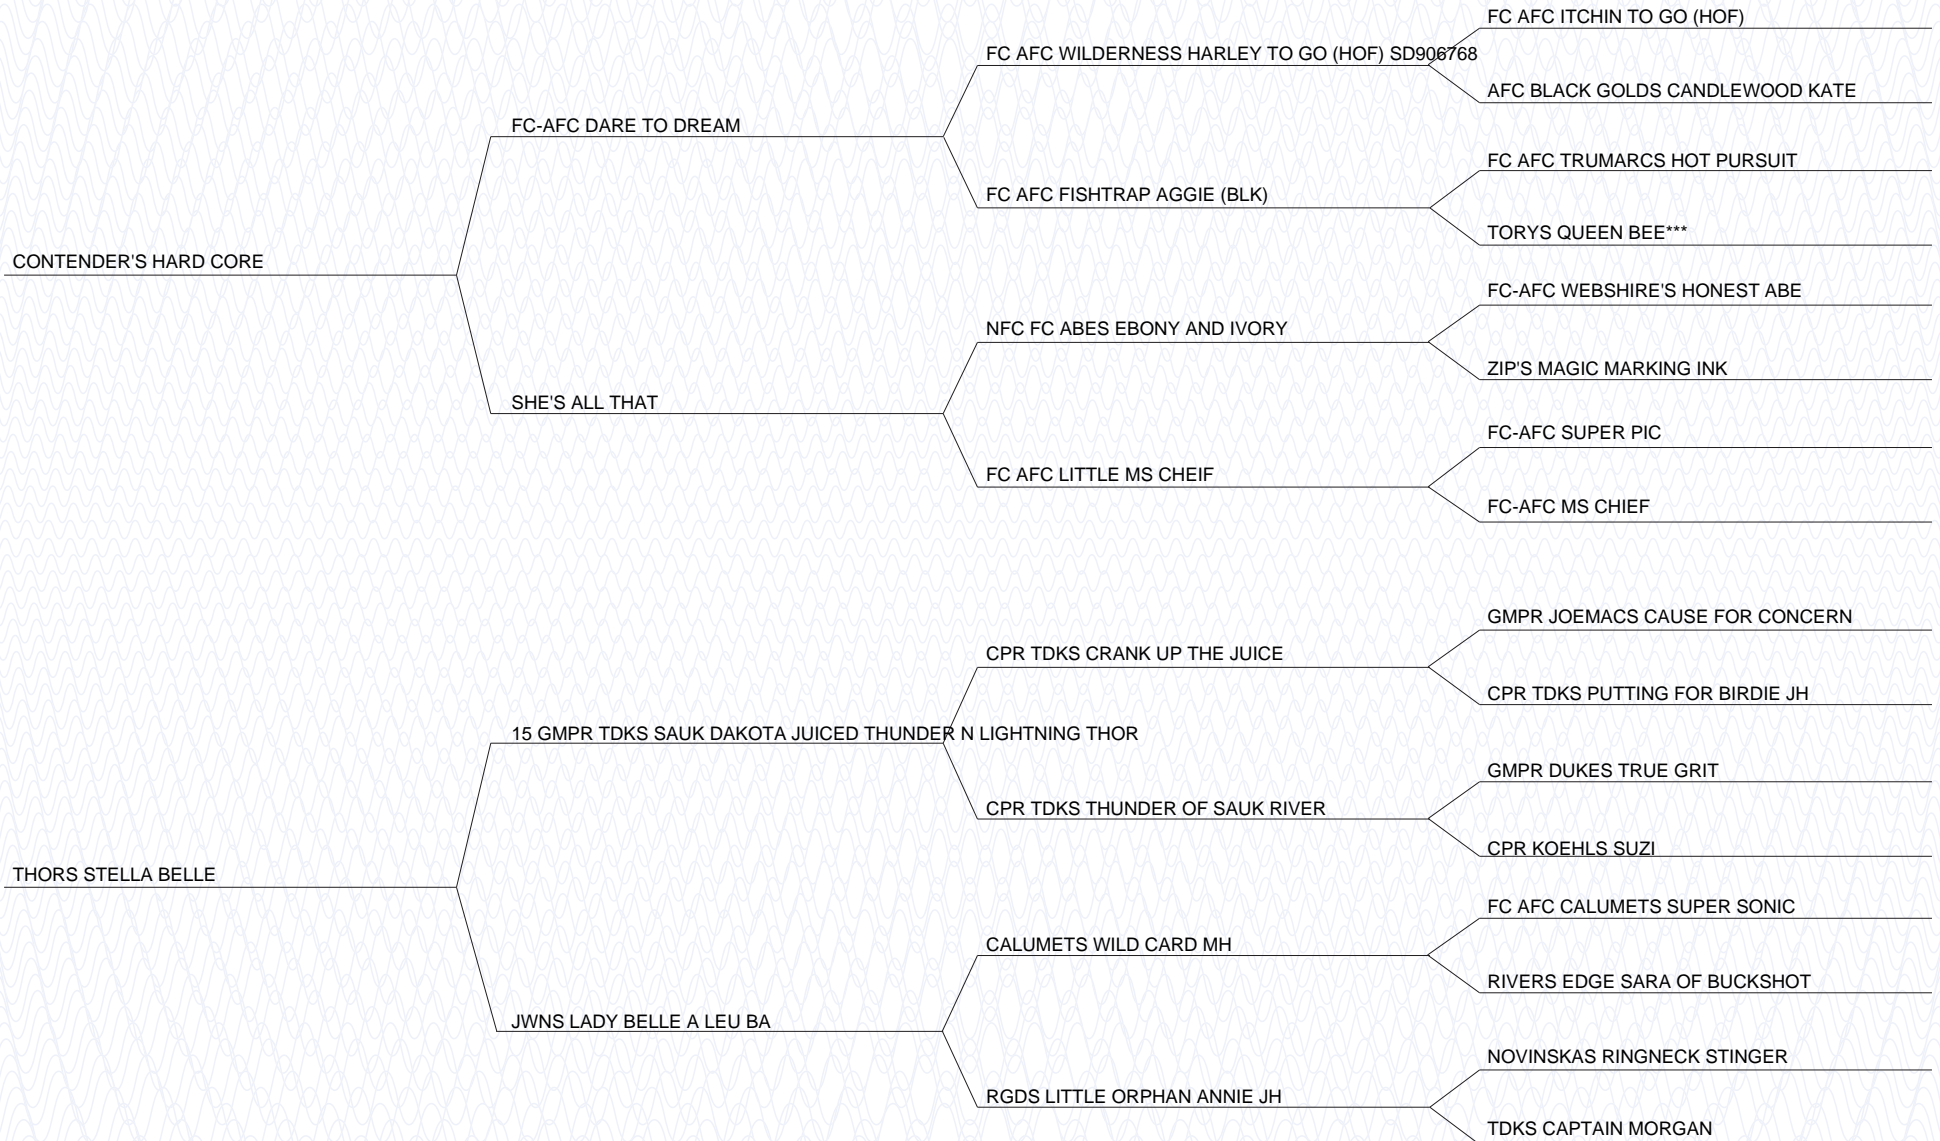 FC AFC ITCHIN TO GO (HOF)
FC AFC WILDERNESS HARLEY TO GO (HOF) SD906768
AFC BLACK GOLDS CANDLEWOOD KATE
FC-AFC DARE TO DREAM
FC AFC TRUMARCS HOT PURSUIT
FC AFC FISHTRAP AGGIE (BLK)
TORYS QUEEN BEE***
CONTENDER'S HARD CORE
FC-AFC WEBSHIRE'S HONEST ABE
NFC FC ABES EBONY AND IVORY
ZIP'S MAGIC MARKING INK
SHE'S ALL THAT
FC-AFC SUPER PIC
FC AFC LITTLE MS CHEIF
FC-AFC MS CHIEF
GMPR JOEMACS CAUSE FOR CONCERN
CPR TDKS CRANK UP THE JUICE
CPR TDKS PUTTING FOR BIRDIE JH
15 GMPR TDKS SAUK DAKOTA JUICED THUNDER N LIGHTNING THOR
GMPR DUKES TRUE GRIT
CPR TDKS THUNDER OF SAUK RIVER
CPR KOEHLS SUZI
THORS STELLA BELLE
FC AFC CALUMETS SUPER SONIC
CALUMETS WILD CARD MH
RIVERS EDGE SARA OF BUCKSHOT
JWNS LADY BELLE A LEU BA
NOVINSKAS RINGNECK STINGER
RGDS LITTLE ORPHAN ANNIE JH
TDKS CAPTAIN MORGAN